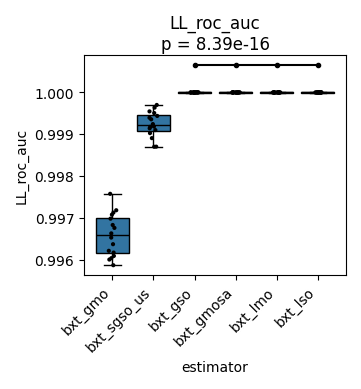 LL_roc_auc
p = 8.39e-16
LL_roc_auc
1.000
0.999
0.998
0.997
0.996
bxt_gmo
bxt_sgso_us
bxt_gso
bxt_gmosa
bxt_lmo
bxt_lso
estimator